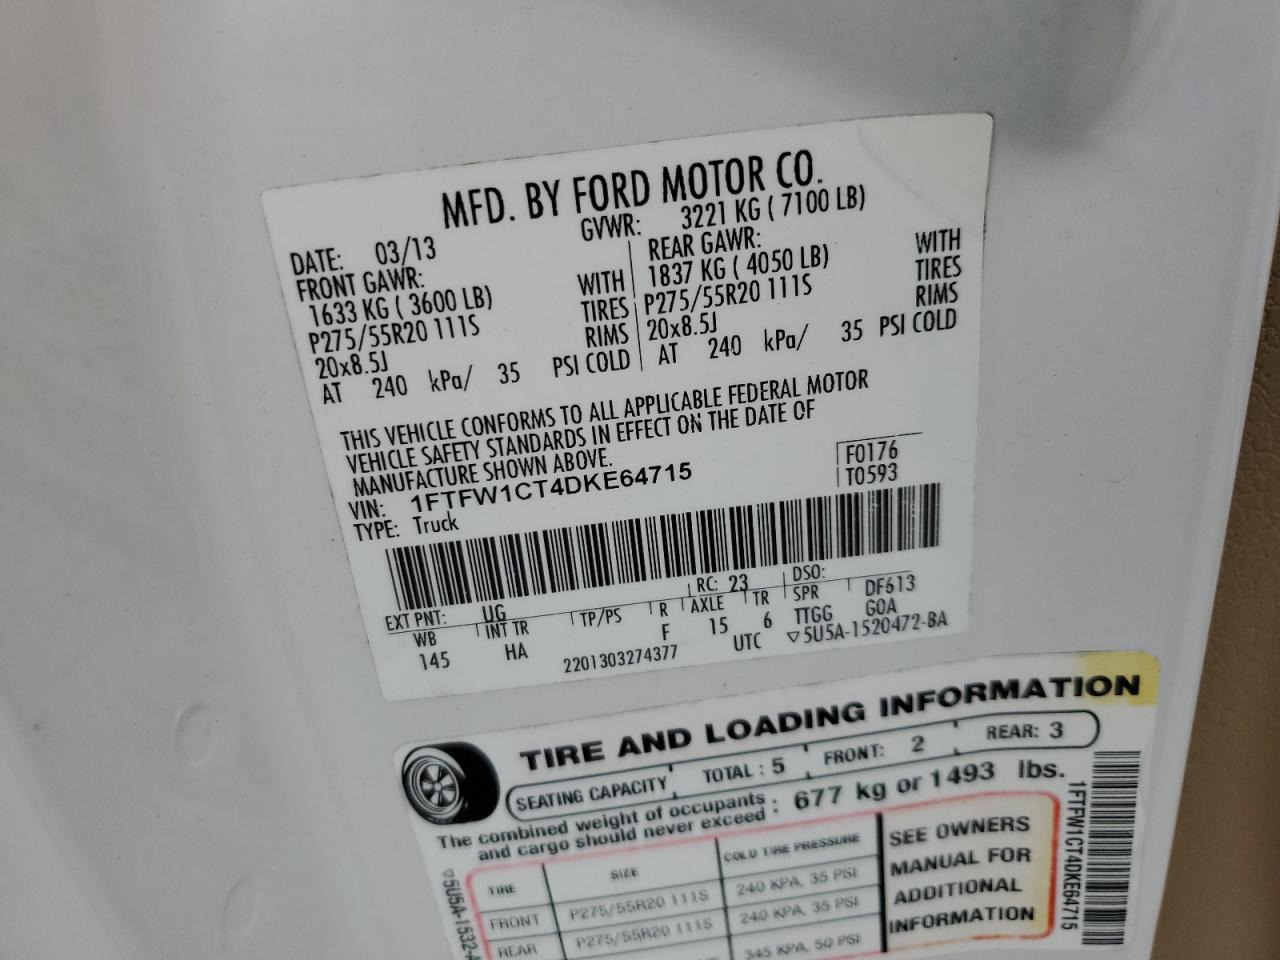 MFD. BY FORD MOTOR CO.
DATE: 03/13 GVWR: 3221 KG ( 7100 LB)
FRONT GAWR: REAR GAWR:
1633 KG ( 3600 LB) WITH 1837 KG ( 4050 LB) WITH
P275/55R20 111S TIRES P275/55R20 111S TIRES
20x8.5J RIMS 20x8.5J RIMS
AT 240 kPa/ 35 PSI COLD AT 240 kPa/ 35 PSI COLD
THIS VEHICLE CONFORMS TO ALL APPLICABLE FEDERAL MOTOR
VEHICLE SAFETY STANDARDS IN EFFECT ON THE DATE OF
MANUFACTURE SHOWN ABOVE.
VIN: 1FTFW1CT4DKE64715 F0176
TYPE: Truck T0593
EXT PNT: UG RC: 23 DSO:
WB INT TR TP/PS R AXLE TR SPR DF613
145 HA F 15 6 TTGG GOA
2201303274377 UTC ▽5U5A-1520472-BA
TIRE AND LOADING INFORMATION
SEATING CAPACITY TOTAL : 5 FRONT: 2 REAR: 3
The combined weight of occupants
and cargo should never exceed : 677 kg or 1493 lbs.
TIRE SIZE COLD TIRE PRESSURE
FRONT P275/55R20 111S 240 KPA, 35 PSI
REAR P275/55R20 111S 240 KPA, 35 PSI
345 KPA, 50 PSI
SEE OWNERS
MANUAL FOR
ADDITIONAL
INFORMATION
1FTFW1CT4DKE64715
▽5U5A-1532-A